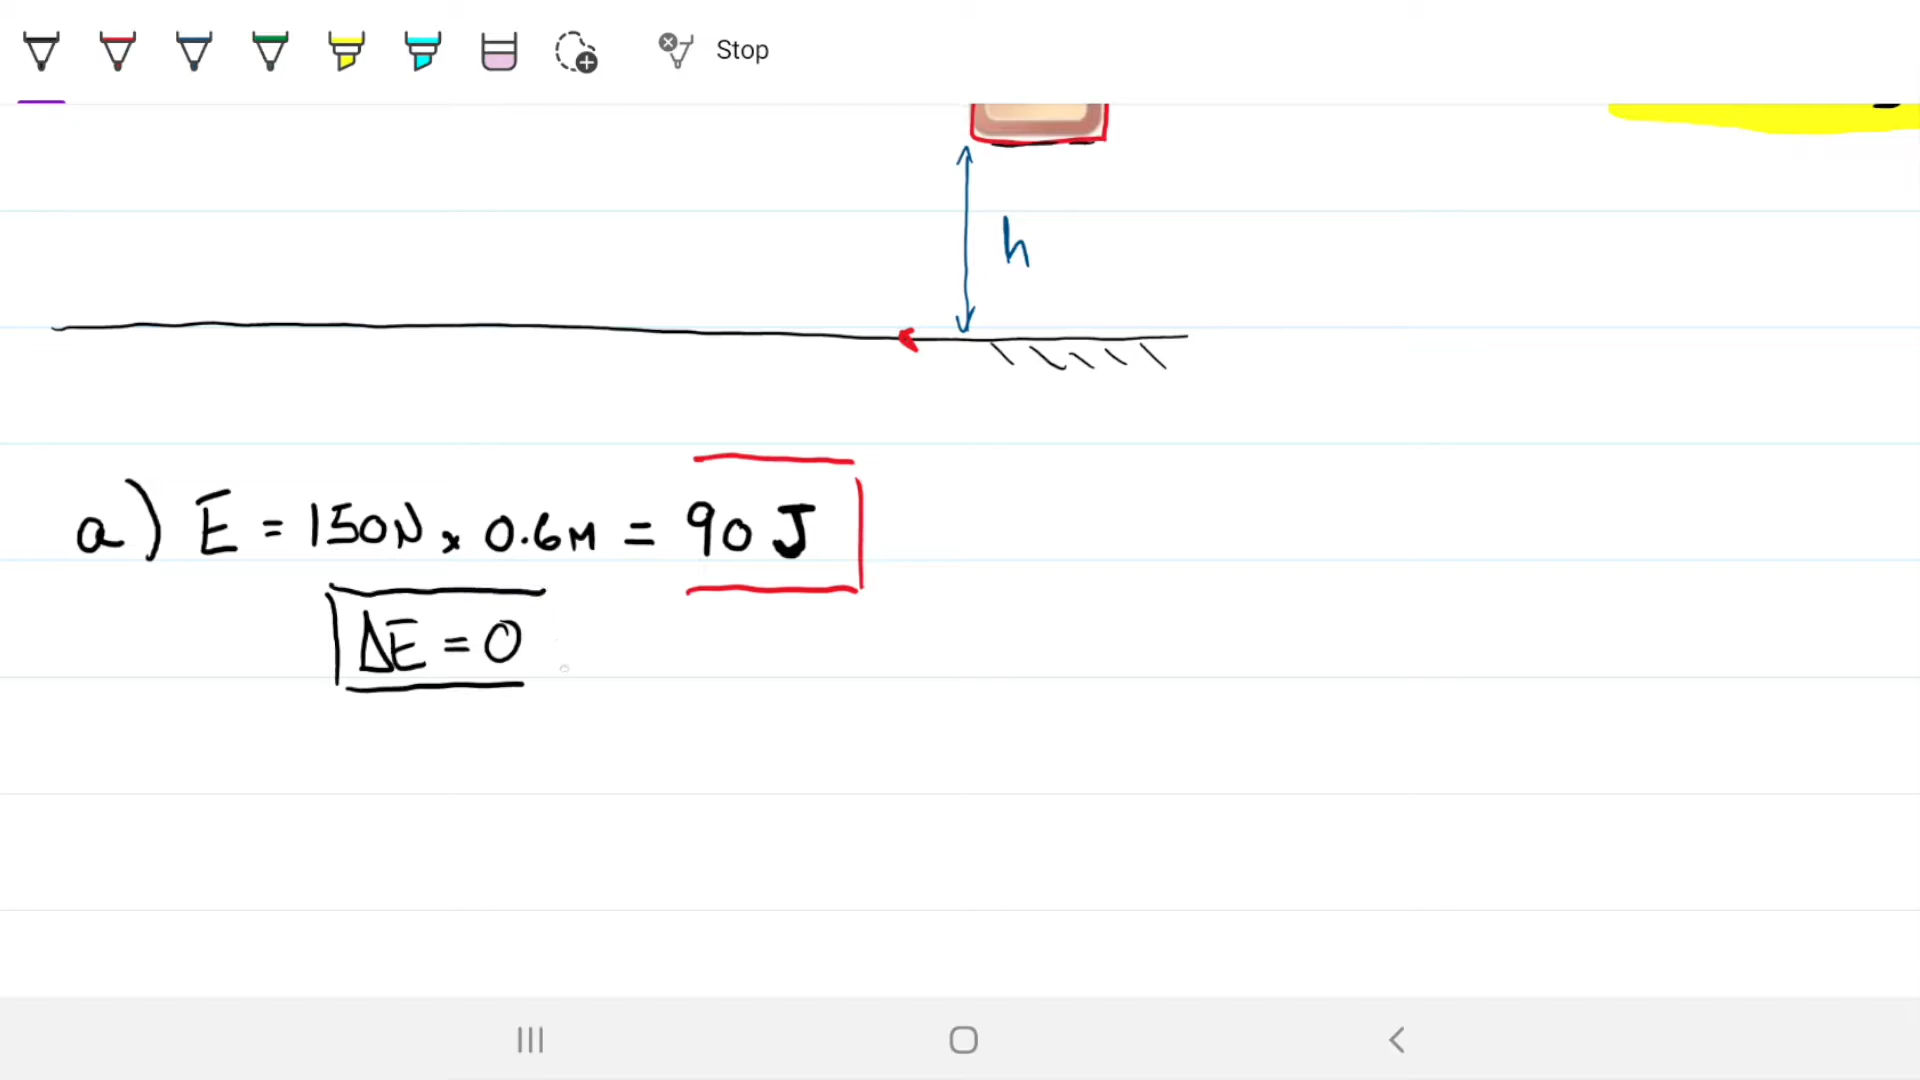 Stop
h
a) E = 150N x 0.6M = 90 J
ΔE = 0